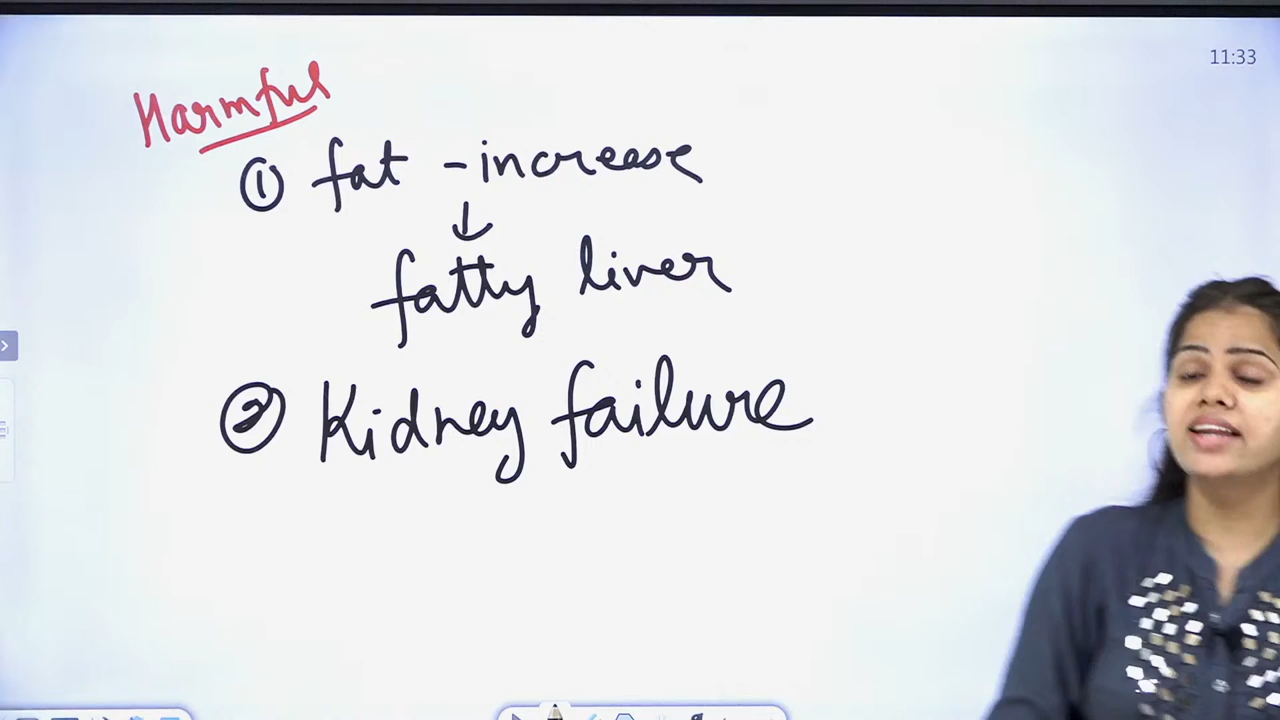 11:33
Harmful
① fat - increase
↓
fatty liver
② Kidney failure